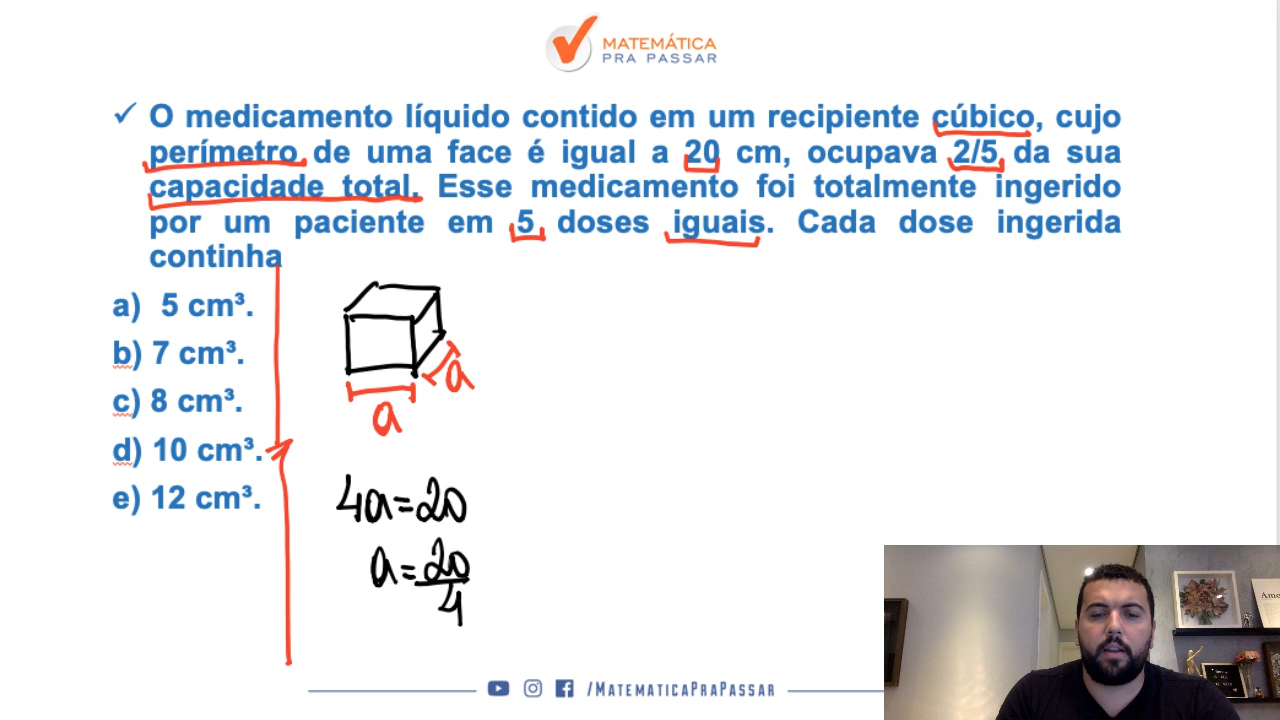 MATEMÁTICA
PRA PASSAR
✓ O medicamento líquido contido em um recipiente cúbico, cujo
perímetro de uma face é igual a 20 cm, ocupava 2/5 da sua
capacidade total. Esse medicamento foi totalmente ingerido
por um paciente em 5 doses iguais. Cada dose ingerida
continha
a) 5 cm³.
b) 7 cm³.
c) 8 cm³.
d) 10 cm³.
e) 12 cm³.
a
a
4a=20
a=20/4
Ame
/MATEMATICAPRAPASSAR